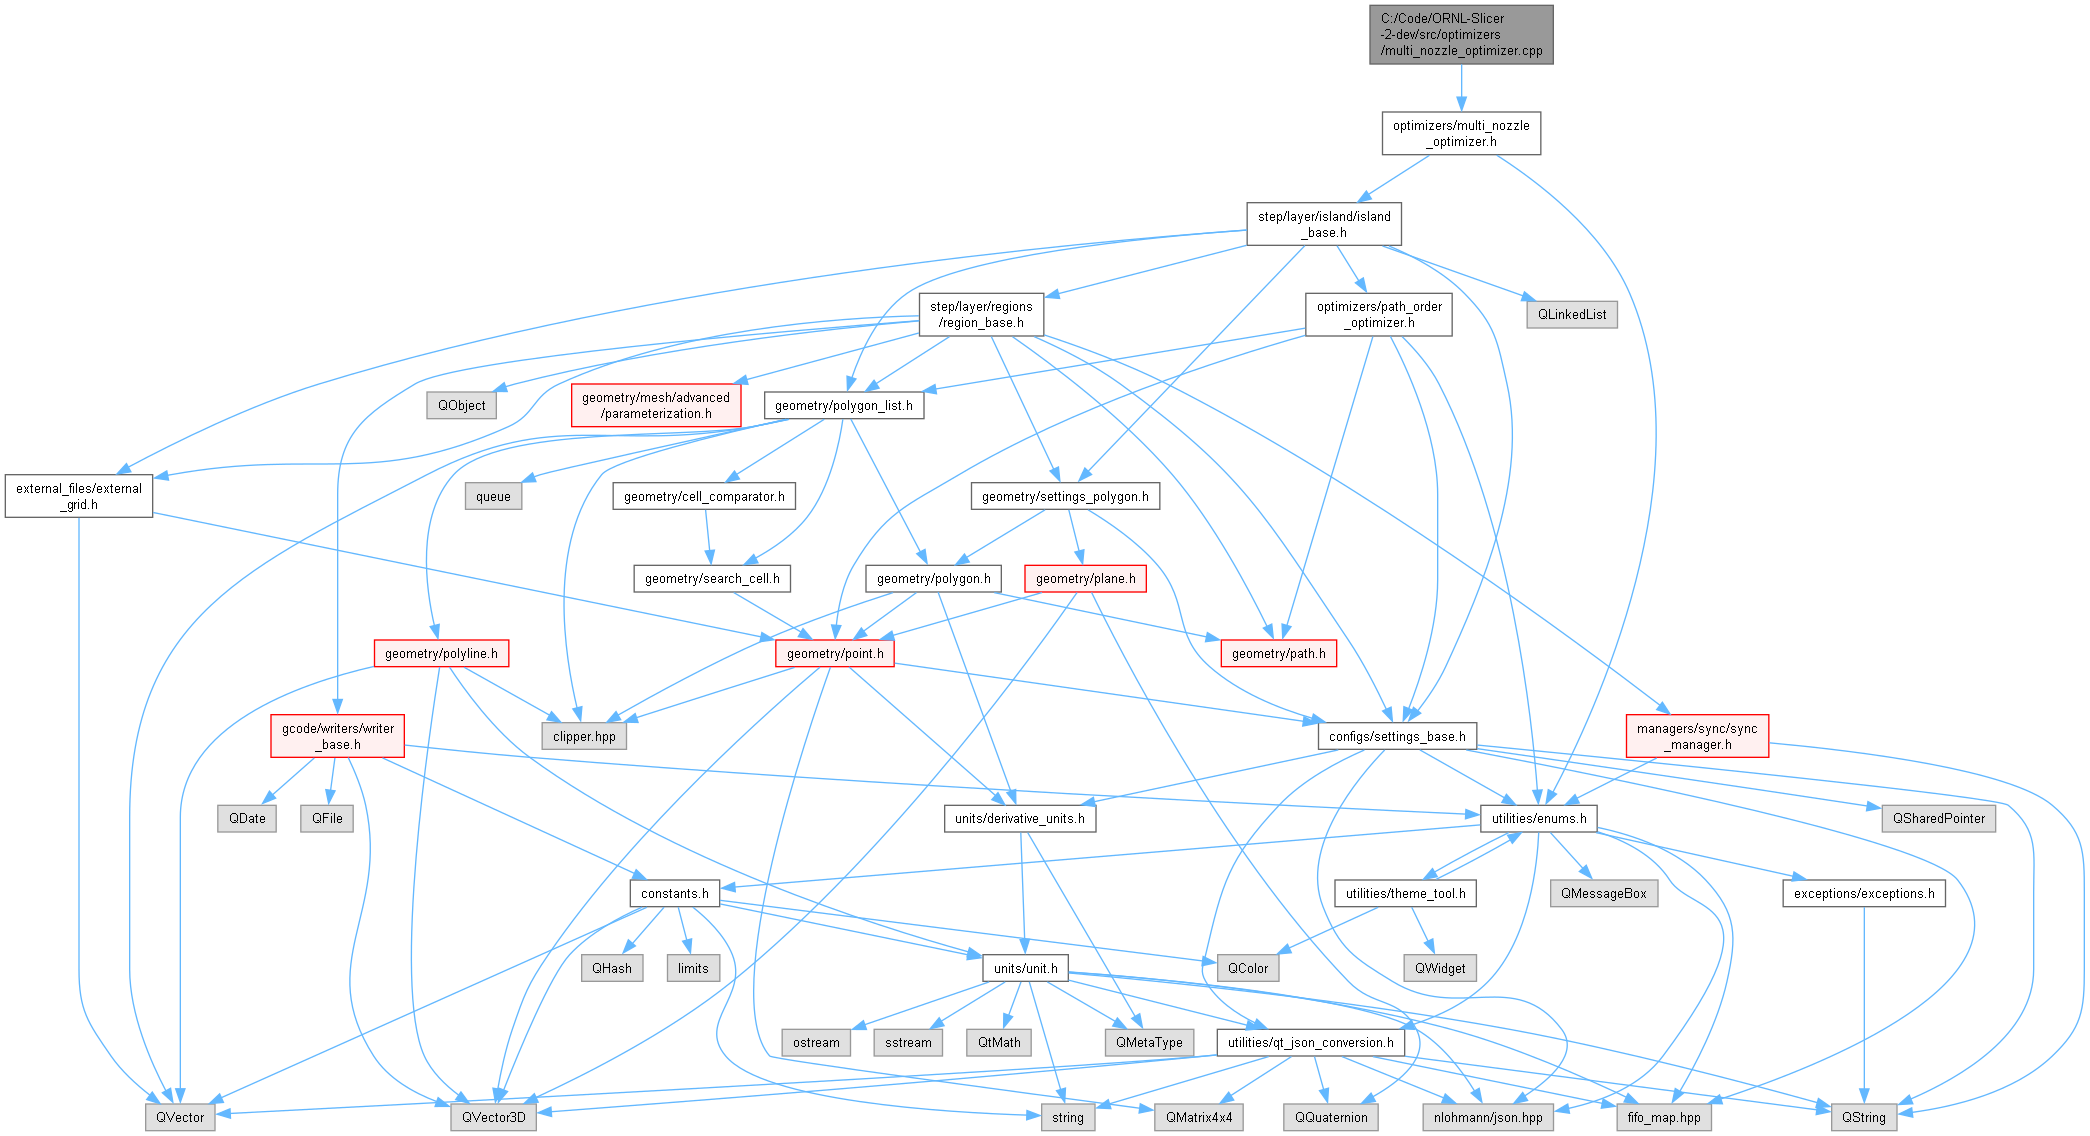 C:/Code/ORNL-Slicer
-2-dev/src/optimizers
/multi_nozzle_optimizer.cpp
optimizers/multi_nozzle
_optimizer.h
step/layer/island/island
_base.h
step/layer/regions
/region_base.h
optimizers/path_order
_optimizer.h
QLinkedList
QObject
geometry/mesh/advanced
/parameterization.h
geometry/polygon_list.h
external_files/external
_grid.h
queue
geometry/cell_comparator.h
geometry/settings_polygon.h
geometry/search_cell.h
geometry/polygon.h
geometry/plane.h
geometry/polyline.h
geometry/point.h
geometry/path.h
gcode/writers/writer
_base.h
clipper.hpp
configs/settings_base.h
managers/sync/sync
_manager.h
QDate
QFile
units/derivative_units.h
utilities/enums.h
QSharedPointer
constants.h
utilities/theme_tool.h
QMessageBox
exceptions/exceptions.h
QHash
limits
units/unit.h
QColor
QWidget
ostream
sstream
QtMath
QMetaType
utilities/qt_json_conversion.h
QVector
QVector3D
string
QMatrix4x4
QQuaternion
nlohmann/json.hpp
fifo_map.hpp
QString